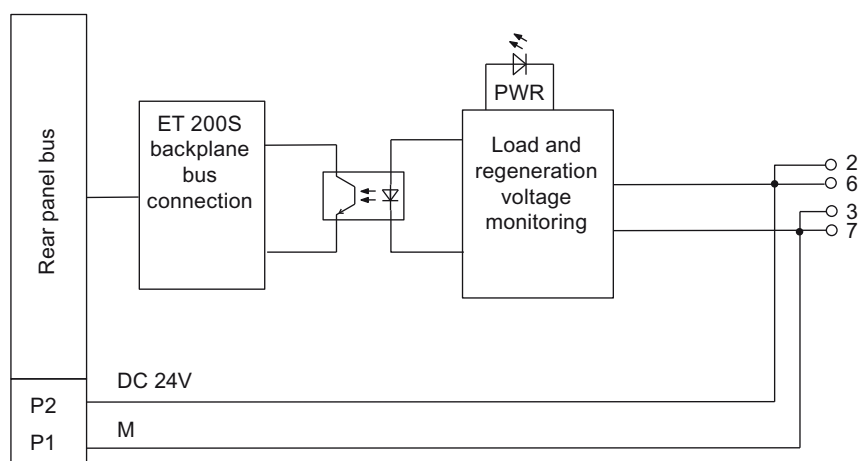 Rear panel bus
ET 200S
backplane
bus
connection
PWR
Load and
regeneration
voltage
monitoring
2
6
3
7
DC 24V
P2
M
P1